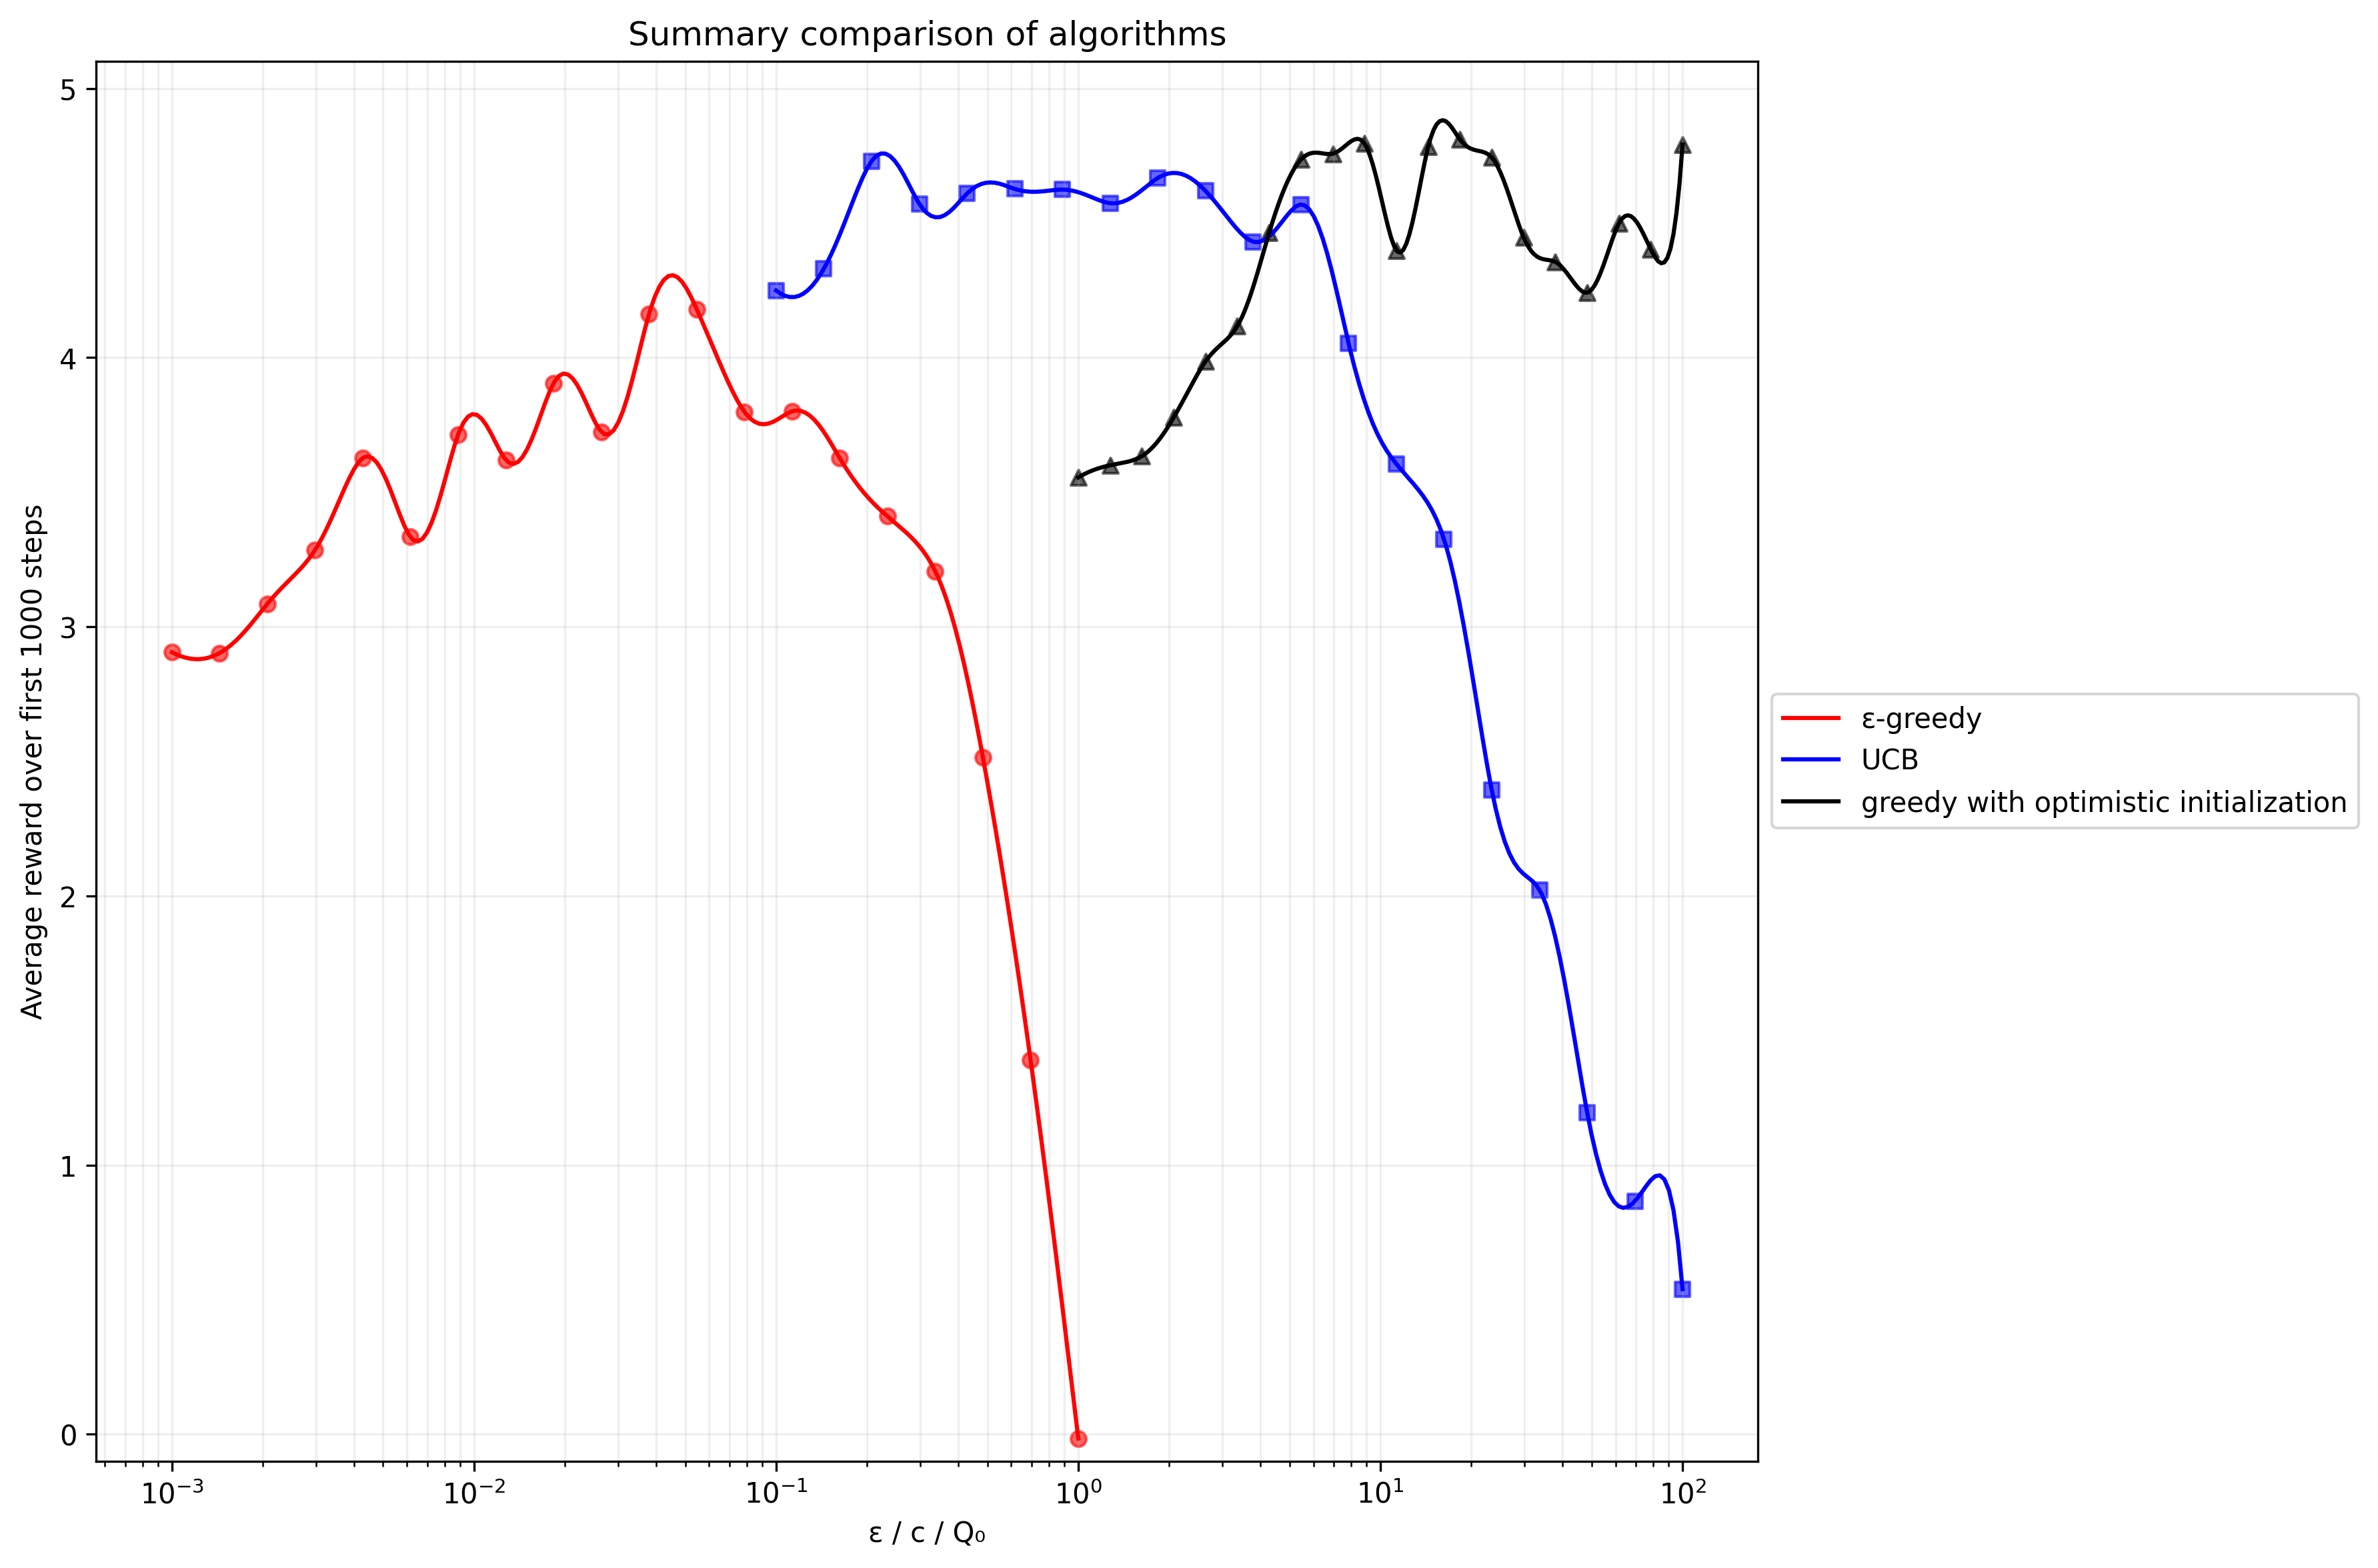 Summary comparison of algorithms
Average reward over first 1000 steps
5
4
3
2
1
0
10⁻³
10⁻²
10⁻¹
10⁰
10¹
10²
ε / c / Q₀
ε-greedy
UCB
greedy with optimistic initialization